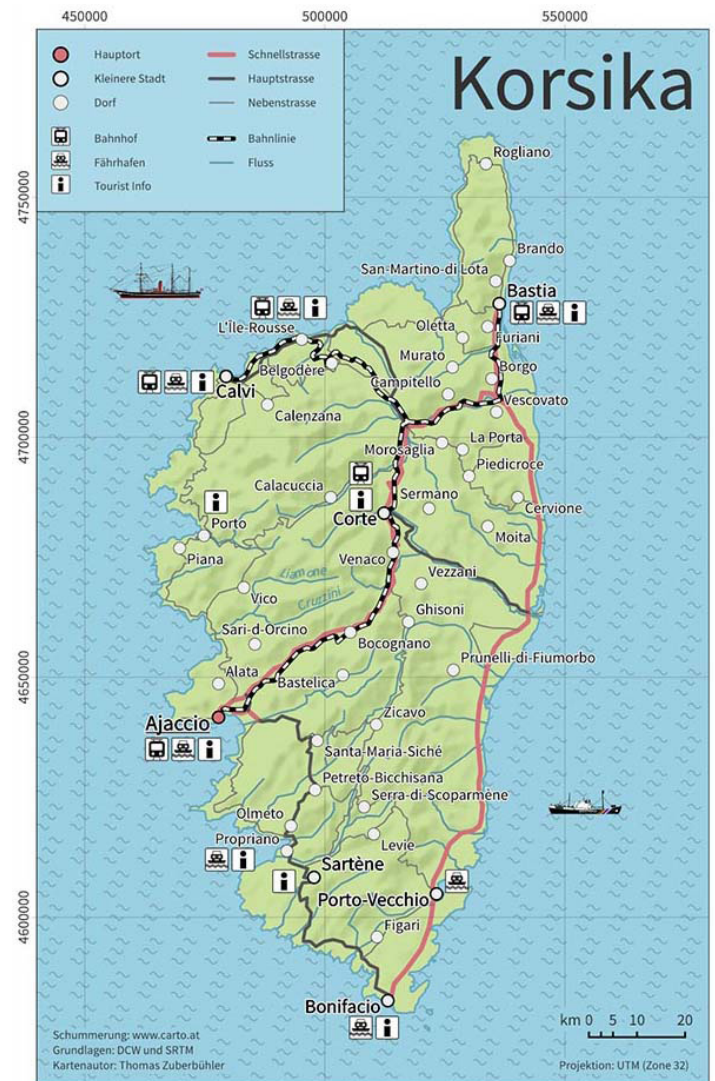 450000 500000 550000
Korsika
Hauptort
Kleinere Stadt
Dorf
Bahnhof
Fährhafen
Tourist Info
Schnellstrasse
Hauptstrasse
Nebenstrasse
Bahnlinie
Fluss
4750000
4700000
4650000
4600000
Rogliano
Brando
San-Martino-di Lota
Bastia
L'Île-Rousse
Oletta
Furiani
Murato
Borgo
Belgodère
Campitello
Calvi
Vescovato
Calenzana
La Porta
Morosaglia
Piedicroce
Calacuccia
Sermano
Cervione
Porto
Corte
Moita
Piana
Venaco
Vezzani
Liamone
Vico
Cruzzini
Ghisoni
Sari-d-Orcino
Bocognano
Prunelli-di-Fiumorbo
Alata
Bastelica
Ajaccio
Zicavo
Santa-Maria-Siché
Petreto-Bicchisana
Serra-di-Scoparmène
Olmeto
Propriano
Levie
Sartène
Porto-Vecchio
Figari
Bonifacio
km 0 5 10 20
Schummerung: www.carto.at
Grundlagen: DCW und SRTM
Kartenautor: Thomas Zuberbühler
Projektion: UTM (Zone 32)